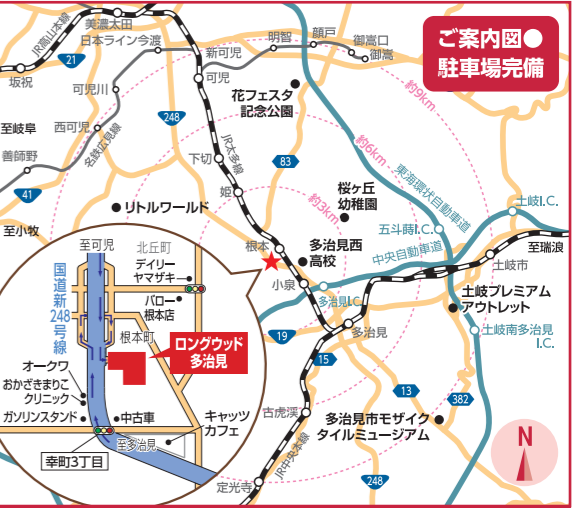 ご案内図●
駐車場完備
美濃太田
JR高山本線
日本ライン今渡
新可児
明智
顔戸
御嵩口
御嵩
21
坂祝
可児川
可児
花フェスタ
記念公園
約9km
248
至岐阜
西可児
名鉄広見線
JR太多線
約6km
善師野
下切
83
東海環状自動車道
41
姫
桜ヶ丘
幼稚園
約3km
リトルワールド
土岐I.C.
五斗蒔I.C.
至小牧
根本
多治見西
高校
中央自動車道
至瑞浪
小泉
土岐市
多治見I.C.
土岐プレミアム
アウトレット
19
多治見
土岐南多治見
I.C.
15
13
382
古虎渓
多治見市モザイク
タイルミュージアム
JR中央本線
定光寺
248
N
至可児
北丘町
デイリー
ヤマザキ
国道新248号線
バロー
根本店
根本町
ロングウッド
多治見
オークワ
おかざきまりこ
クリニック
ガソリンスタンド
中古車
キャッツ
カフェ
至多治見
幸町3丁目